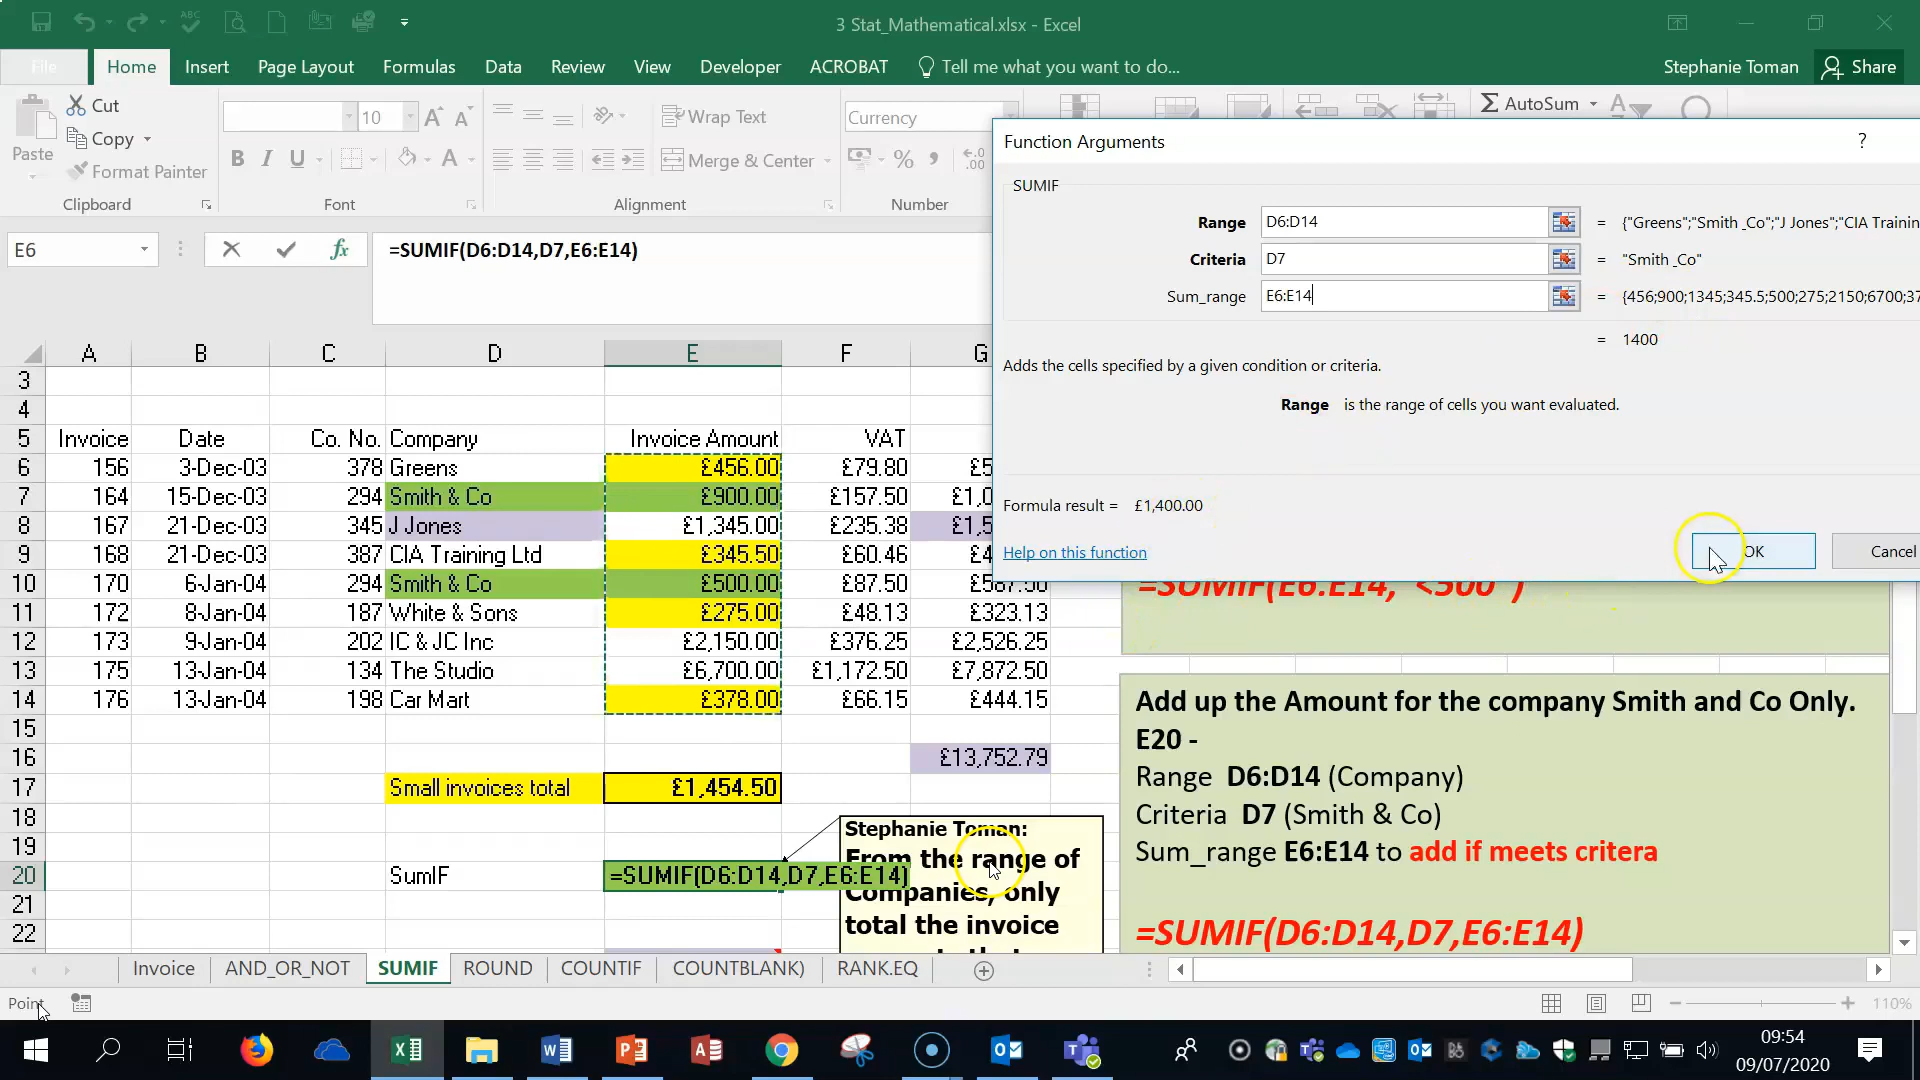 3 Stat_Mathematical.xlsx - Excel
File Home Insert Page Layout Formulas Data Review View Developer ACROBAT Tell me what you want to do... Stephanie Toman Share
Paste
Cut
Copy
Format Painter
Clipboard
10
B I U
Font
Wrap Text
Merge & Center
Alignment
Currency
Number
AutoSum
E6
fx
=SUMIF(D6:D14,D7,E6:E14)
Function Arguments ?
SUMIF
Range D6:D14 = {"Greens";"Smith _Co";"J Jones";"CIA Trainin
Criteria D7 = "Smith _Co"
Sum_range E6:E14 = {456;900;1345;345.5;500;275;2150;6700;37
= 1400
Adds the cells specified by a given condition or criteria.
Range is the range of cells you want evaluated.
Formula result = £1,400.00
Help on this function
OK Cancel
A B C D E F G
3
4
5 Invoice Date Co. No. Company Invoice Amount VAT
6 156 3-Dec-03 378 Greens £456.00 £79.80 £5
7 164 15-Dec-03 294 Smith & Co £900.00 £157.50 £1,0
8 167 21-Dec-03 345 J Jones £1,345.00 £235.38 £1,5
9 168 21-Dec-03 387 CIA Training Ltd £345.50 £60.46 £4
10 170 6-Jan-04 294 Smith & Co £500.00 £87.50 £587.50
11 172 8-Jan-04 187 White & Sons £275.00 £48.13 £323.13
12 173 9-Jan-04 202 IC & JC Inc £2,150.00 £376.25 £2,526.25
13 175 13-Jan-04 134 The Studio £6,700.00 £1,172.50 £7,872.50
14 176 13-Jan-04 198 Car Mart £378.00 £66.15 £444.15
15
16 £13,752.79
17 Small invoices total £1,454.50
18
19
20 SumIF =SUMIF(D6:D14,D7,E6:E14)
21
22
Stephanie Toman:
From the range of
Companies, only
total the invoice
=SUMIF(E6:E14, "<500")
Add up the Amount for the company Smith and Co Only.
E20 -
Range D6:D14 (Company)
Criteria D7 (Smith & Co)
Sum_range E6:E14 to add if meets critera
=SUMIF(D6:D14,D7,E6:E14)
Invoice AND_OR_NOT SUMIF ROUND COUNTIF COUNTBLANK) RANK.EQ
Point
110%
09:54
09/07/2020